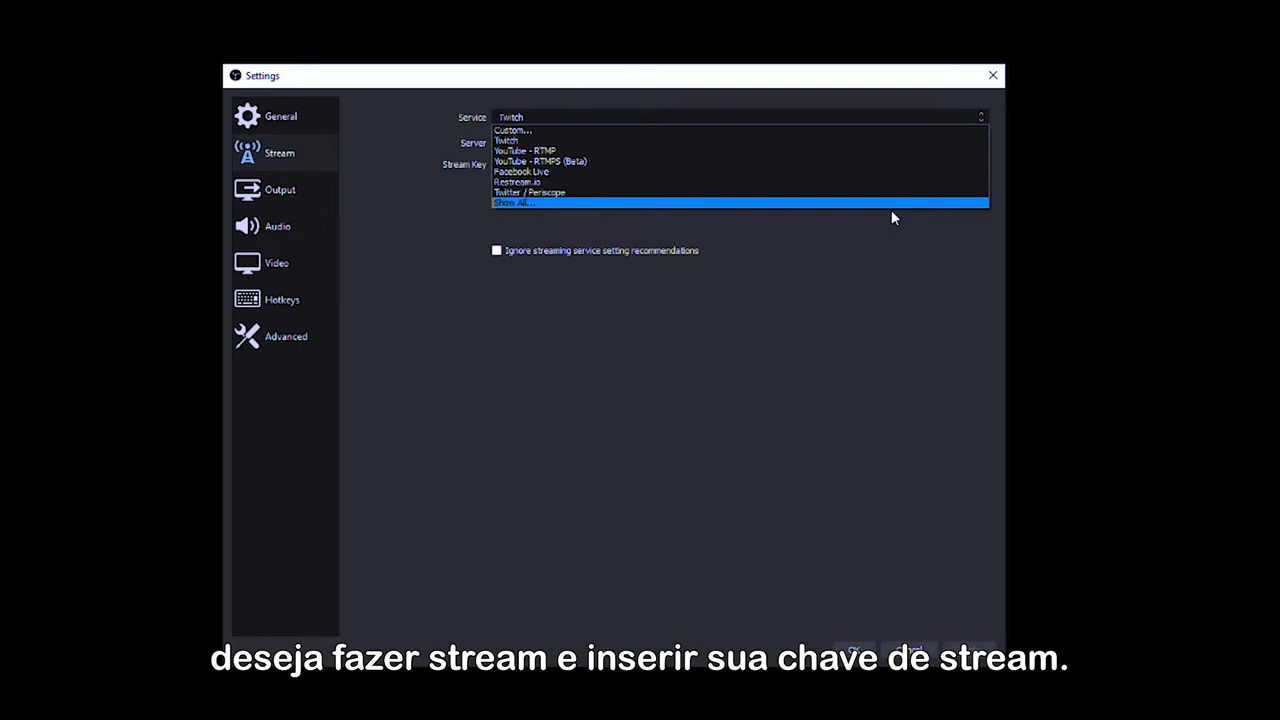 Settings
General
Stream
Output
Audio
Video
Hotkeys
Advanced
Service
Twitch
Custom...
Twitch
YouTube - RTMP
YouTube - RTMPS (Beta)
Facebook Live
Restream.io
Twitter / Periscope
Show All...
Server
Stream Key
Ignore streaming service setting recommendations
deseja fazer stream e inserir sua chave de stream.